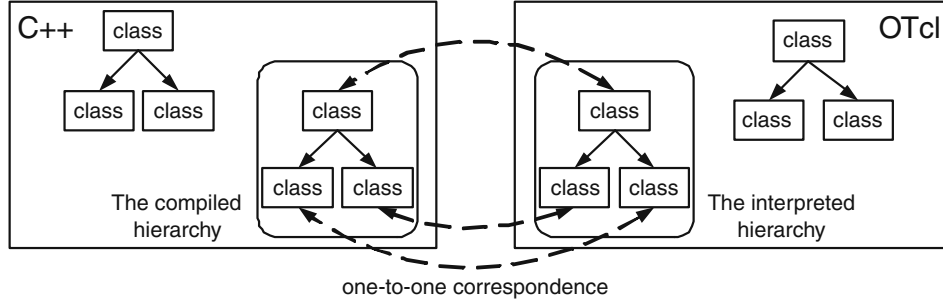 C++
class
class
class
class
class
class
The compiled
hierarchy
OTcl
class
class
class
class
class
class
The interpreted
hierarchy
one-to-one correspondence